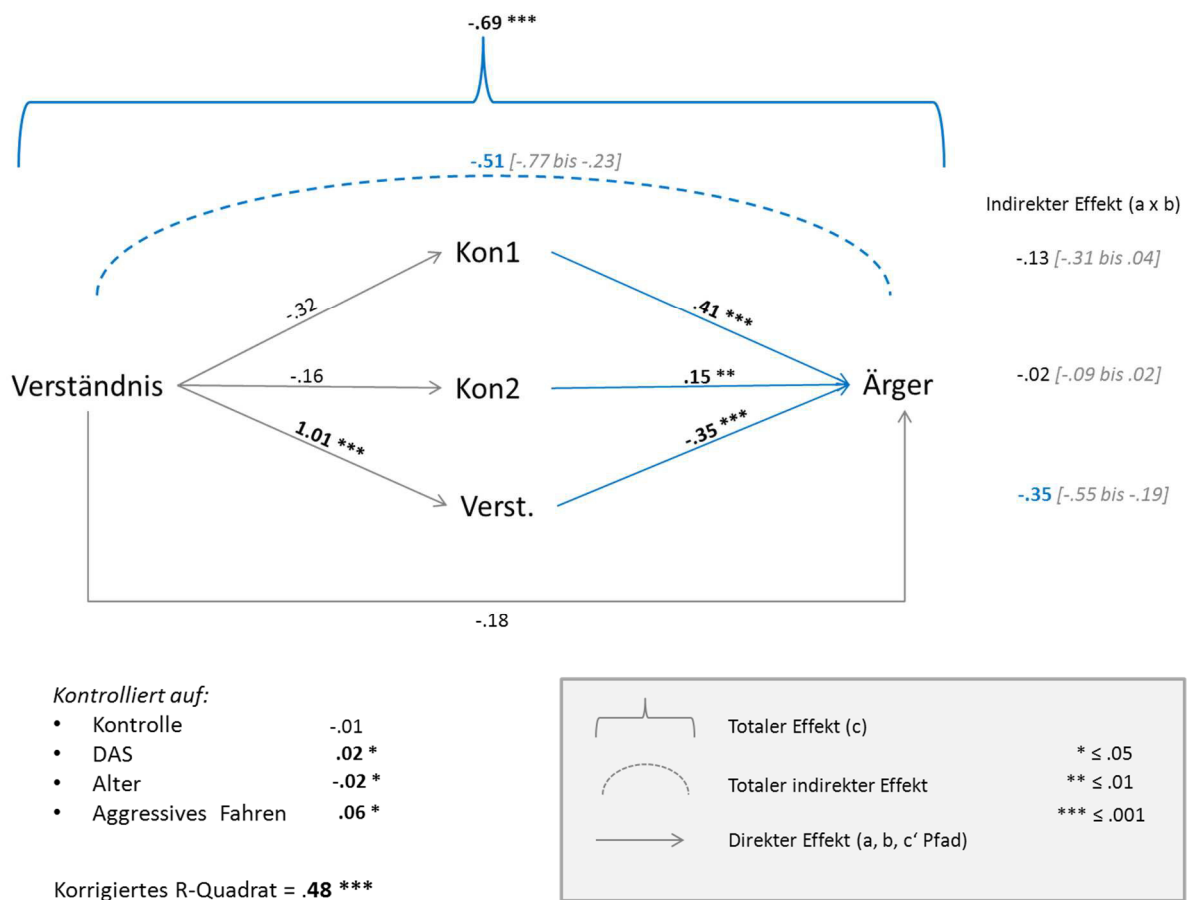 -.69 ***
-.51 [-.77 bis -.23]
Indirekter Effekt (a x b)
Kon1
-.13 [-.31 bis .04]
-.32
.41 ***
Verständnis
-.16
Kon2
.15 **
Ärger
-.02 [-.09 bis .02]
1.01 ***
-.35 ***
Verst.
-.35 [-.55 bis -.19]
-.18
Kontrolliert auf:
• Kontrolle -.01
• DAS .02 *
• Alter -.02 *
• Aggressives Fahren .06 *
Korrigiertes R-Quadrat = .48 ***
Totaler Effekt (c)
* ≤ .05
Totaler indirekter Effekt
** ≤ .01
*** ≤ .001
Direkter Effekt (a, b, c‘ Pfad)